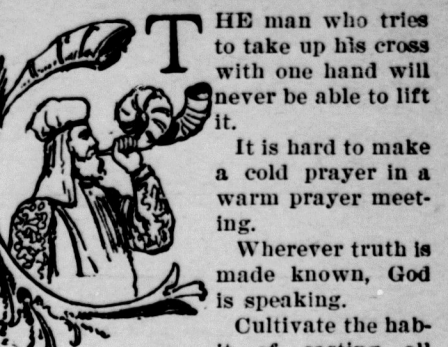 THE man who tries
to take up his cross
with one hand will
never be able to lift
it.
It is hard to make
a cold prayer in a
warm prayer meet-
ing.
Wherever truth is
made known, God
is speaking.
Cultivate the hab-